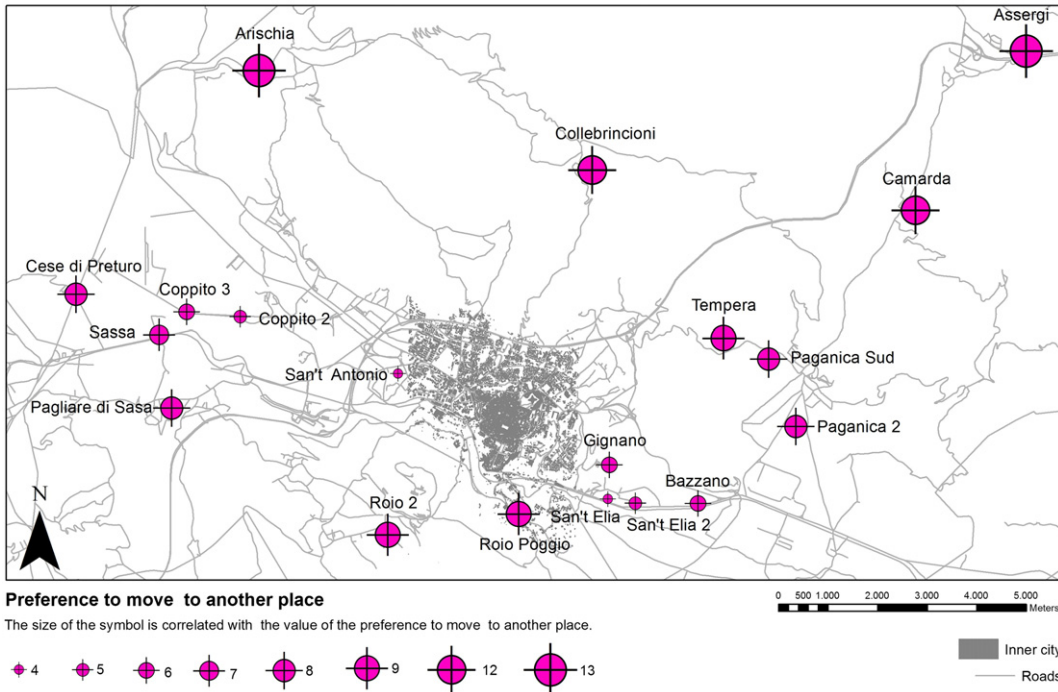 Assergi
Arischia
Collebrincioni
Camarda
Cese di Preturo
Coppito 3
Coppito 2
Sassa
Tempera
Paganica Sud
San't Antonio
Pagliare di Sasa
Paganica 2
Gignano
Bazzano
N
Roio 2
San't Elia
San't Elia 2
Roio Poggio
Preference to move to another place
The size of the symbol is correlated with the value of the preference to move to another place.
4 5 6 7 8 9 12 13
0 500 1.000 2.000 3.000 4.000 5.000
Meters
Inner city
Roads